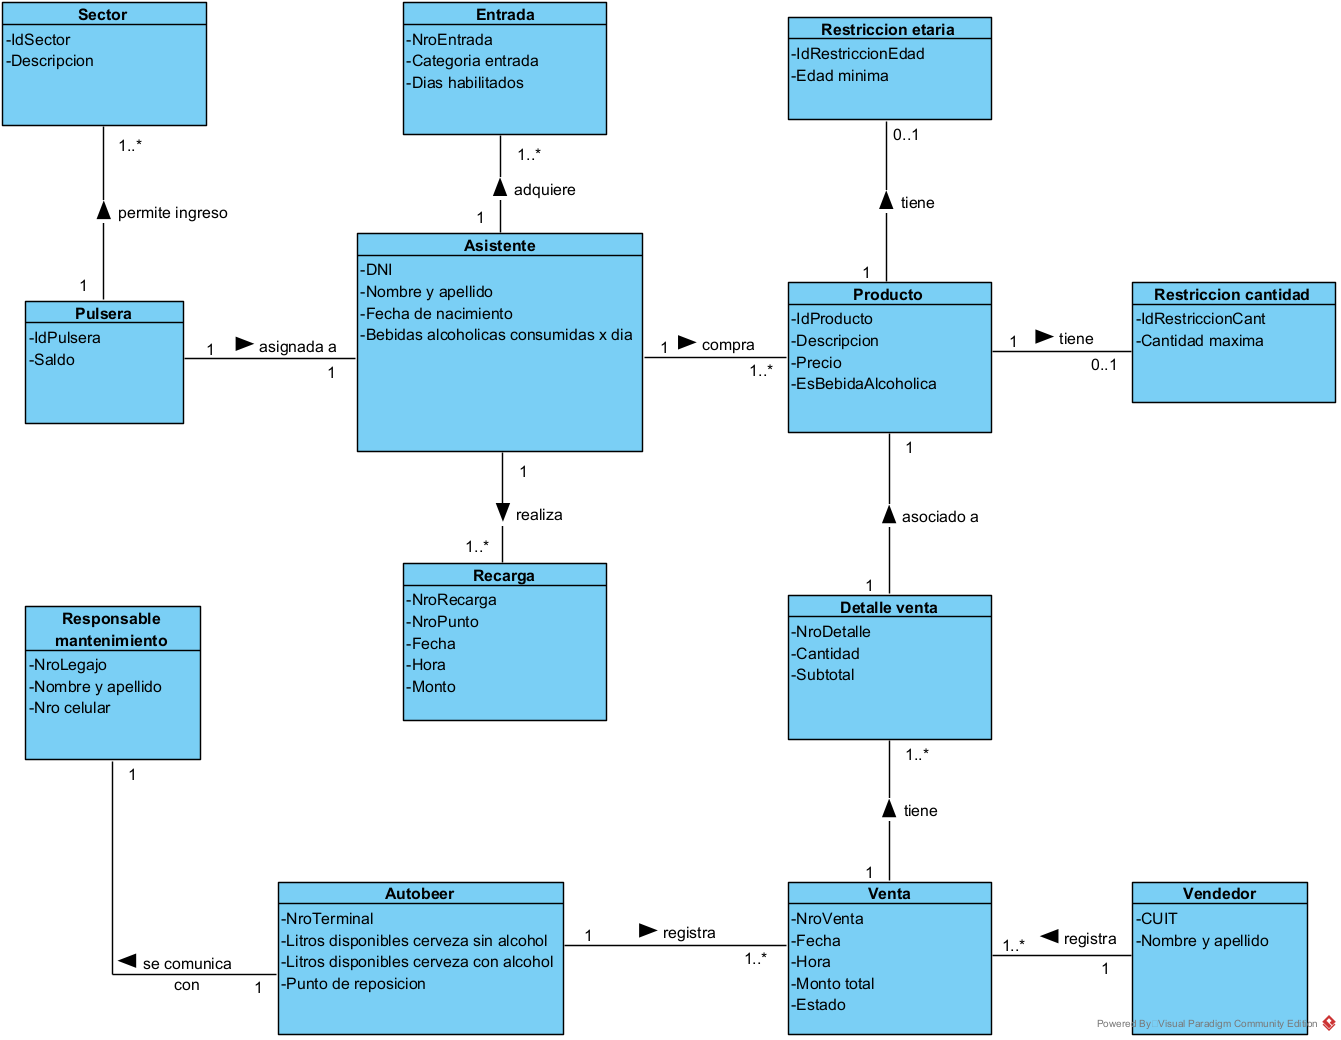 Sector
-IdSector
-Descripcion
1..*
permite ingreso
1
Entrada
-NroEntrada
-Categoria entrada
-Dias habilitados
1..*
adquiere
1
Restriccion etaria
-IdRestriccionEdad
-Edad minima
0..1
tiene
1
Pulsera
-IdPulsera
-Saldo
1
asignada a
1
Asistente
-DNI
-Nombre y apellido
-Fecha de nacimiento
-Bebidas alcoholicas consumidas x dia
1
compra
1..*
Producto
-IdProducto
-Descripcion
-Precio
-EsBebidaAlcoholica
1
tiene
0..1
Restriccion cantidad
-IdRestriccionCant
-Cantidad maxima
1
realiza
1..*
Recarga
-NroRecarga
-NroPunto
-Fecha
-Hora
-Monto
1
asociado a
1
Detalle venta
-NroDetalle
-Cantidad
-Subtotal
1..*
tiene
1
Responsable
mantenimiento
-NroLegajo
-Nombre y apellido
-Nro celular
1
se comunica
con
1
Autobeer
-NroTerminal
-Litros disponibles cerveza sin alcohol
-Litros disponibles cerveza con alcohol
-Punto de reposicion
1
registra
1..*
Venta
-NroVenta
-Fecha
-Hora
-Monto total
-Estado
1..*
registra
1
Vendedor
-CUIT
-Nombre y apellido
Powered By Visual Paradigm Community Edition